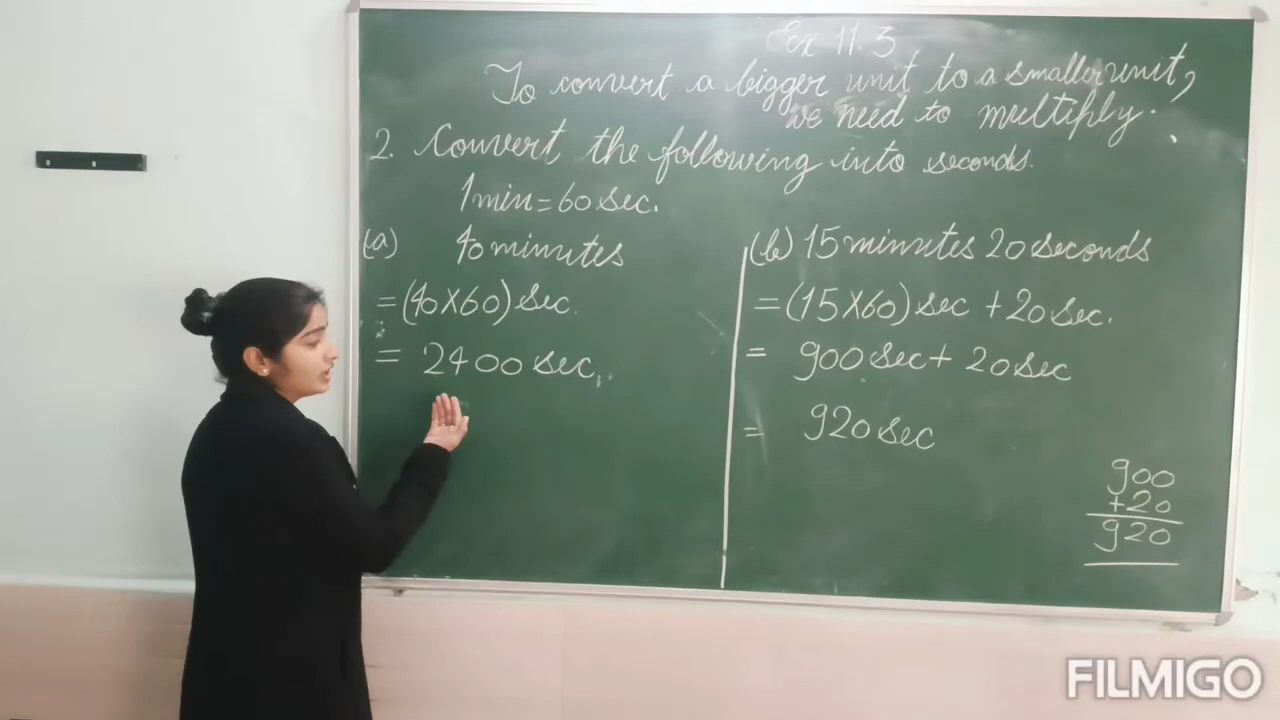 Ex 11.3
To convert a bigger unit to a smaller unit,
we need to multiply.
2. Convert the following into seconds.
1min = 60 sec.
(a) 40 minutes
= (40 X 60) sec.
= 2400 sec.
(b) 15 minutes 20 seconds
= (15 X 60) sec + 20 sec.
= 900 sec + 20 sec
= 920 sec
900
+20
920
FILMIGO